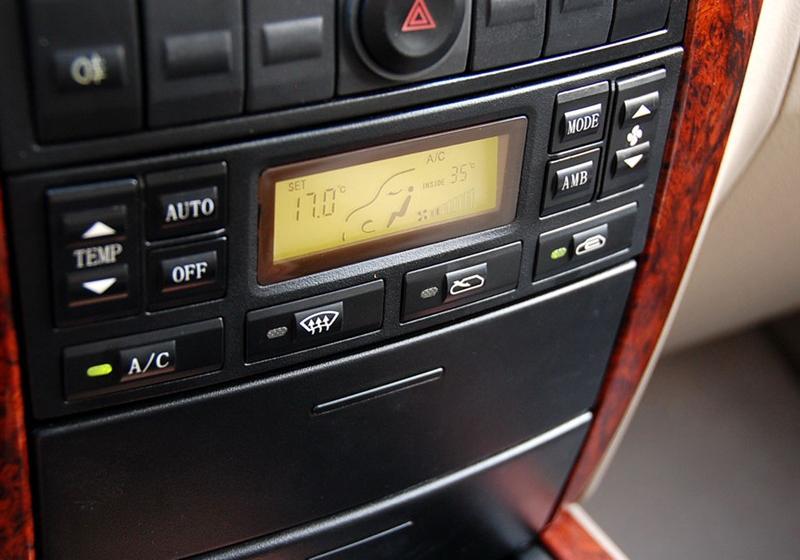 SET
17.0°C
A/C
INSIDE 35°C
MODE
AMB
TEMP
AUTO
OFF
A/C